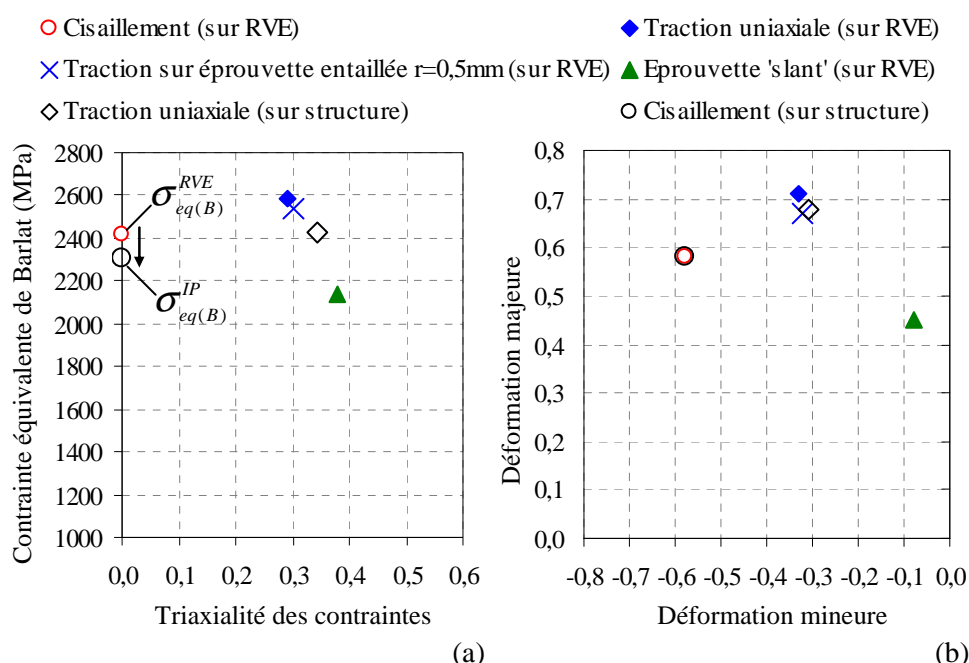 Cisaillement (sur RVE)
Traction uniaxiale (sur RVE)
Traction sur éprouvette entaillée r=0,5mm (sur RVE)
Eprouvette 'slant' (sur RVE)
Traction uniaxiale (sur structure)
Cisaillement (sur structure)
Contrainte équivalente de Barlat (MPa)
2800
2600
2400
2200
2000
1800
1600
1400
1200
1000
σ RVE eq(B)
σ IP eq(B)
0,0 0,1 0,2 0,3 0,4 0,5 0,6
Triaxialité des contraintes
(a)
Déformation majeure
0,8
0,7
0,6
0,5
0,4
0,3
0,2
0,1
0,0
-0,8 -0,7 -0,6 -0,5 -0,4 -0,3 -0,2 -0,1 0,0
Déformation mineure
(b)